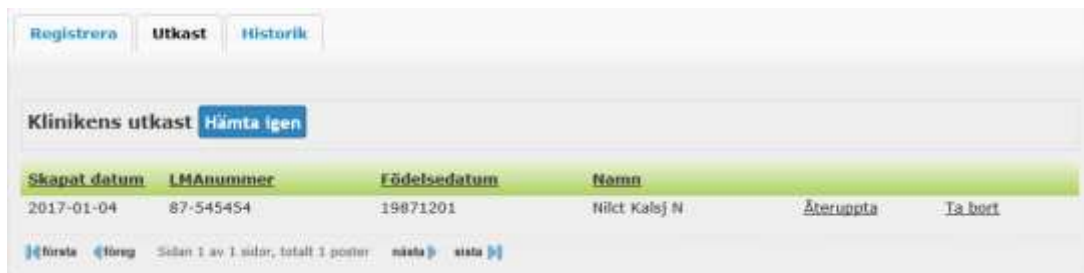 Registrera Utkast Historik
Klinikens utkast Hämta igen
Skapat datum LMAnummer Födelsedatum Namn
2017-01-04 87-545454 19871201 Nilct Kalsj N Återuppta Ta bort
första föreg Sidan 1 av 1 sidor, totalt 1 poster nästa sista